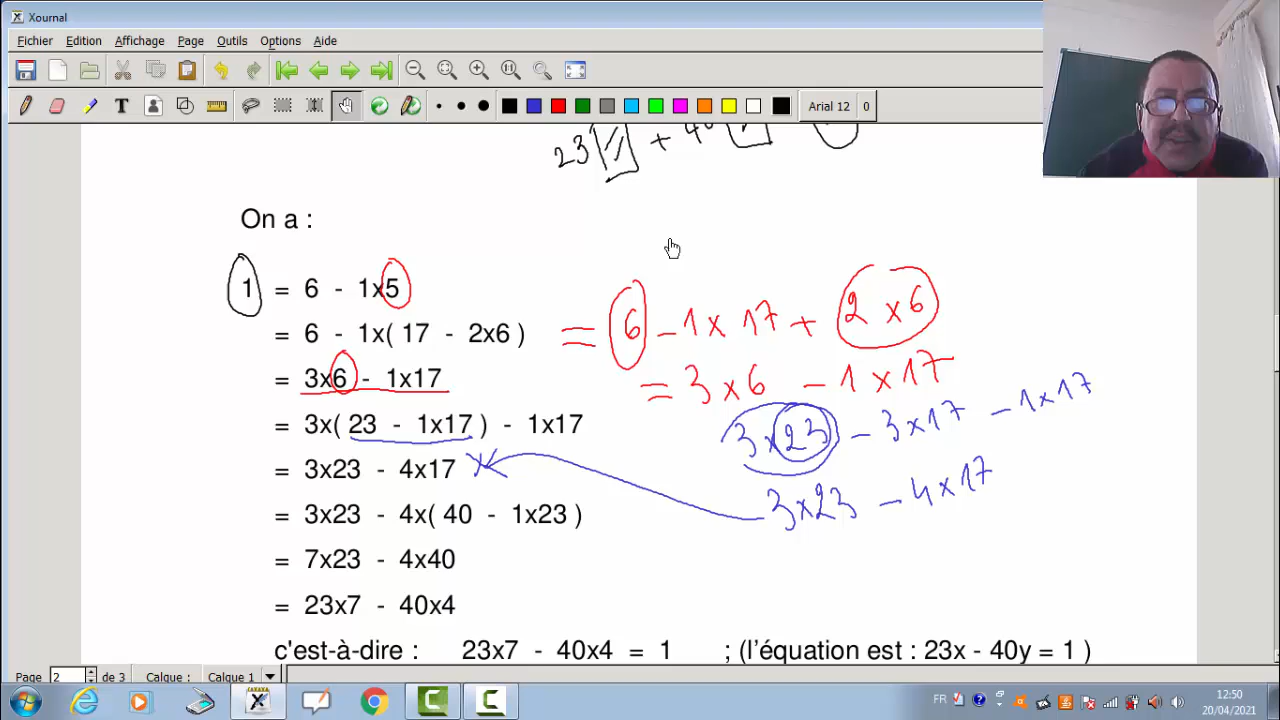 Xournal
Fichier Edition Affichage Page Outils Options Aide
Arial 12 0
23 + 40
On a :
1 = 6 - 1x5
= 6 - 1x( 17 - 2x6 )
= 6 - 1 x 17 + 2 x 6
= 3x6 - 1x17
= 3 x 6 - 1 x 17
= 3x( 23 - 1x17 ) - 1x17
3x23 - 3x17 - 1x17
= 3x23 - 4x17
3x23 - 4x17
= 3x23 - 4x( 40 - 1x23 )
= 7x23 - 4x40
= 23x7 - 40x4
c'est-à-dire : 23x7 - 40x4 = 1 ; (l'équation est : 23x - 40y = 1 )
Page 2 de 3 Calque : Calque 1
FR 12:50
20/04/2021